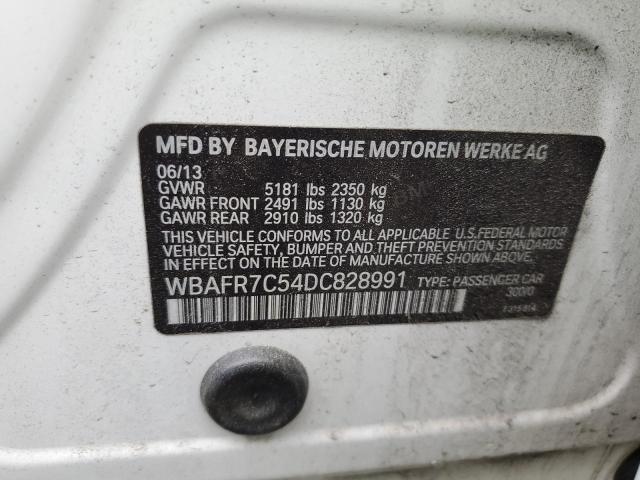 MFD BY BAYERISCHE MOTOREN WERKE AG
06/13
GVWR 5181 lbs 2350 kg
GAWR FRONT 2491 lbs 1130 kg
GAWR REAR 2910 lbs 1320 kg
THIS VEHICLE CONFORMS TO ALL APPLICABLE U.S.FEDERAL MOTOR
VEHICLE SAFETY, BUMPER AND THEFT PREVENTION STANDARDS
IN EFFECT ON THE DATE OF MANUFACTURE SHOWN ABOVE.
WBAFR7C54DC828991 TYPE: PASSENGER CAR
300/0